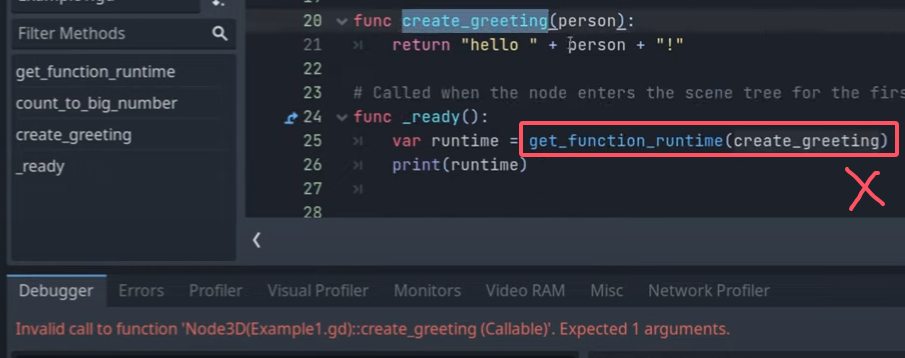 Filter Methods
get_function_runtime
count_to_big_number
create_greeting
_ready
20 func create_greeting(person):
21 return "hello " + person + "!"
22
23 # Called when the node enters the scene tree for the
24 func _ready():
25 var runtime = get_function_runtime(create_greeting)
26 print(runtime)
27
28
Debugger Errors Profiler Visual Profiler Monitors Video RAM Misc Network Profiler
Invalid call to function 'Node3D(Example1.gd)::create_greeting (Callable)'. Expected 1 arguments.